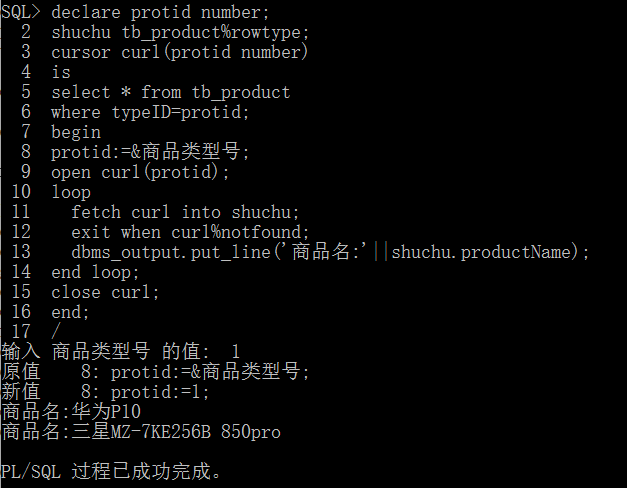 SQL> declare protid number;
  2  shuchu tb_product%rowtype;
  3  cursor curl(protid number)
  4  is
  5  select * from tb_product
  6  where typeID=protid;
  7  begin
  8  protid:=&商品类型号;
  9  open curl(protid);
 10  loop
 11    fetch curl into shuchu;
 12    exit when curl%notfound;
 13    dbms_output.put_line('商品名:'||shuchu.productName);
 14  end loop;
 15  close curl;
 16  end;
 17  /
输入 商品类型号 的值:  1
原值    8: protid:=&商品类型号;
新值    8: protid:=1;
商品名:华为P10
商品名:三星MZ-7KE256B 850pro
PL/SQL 过程已成功完成。